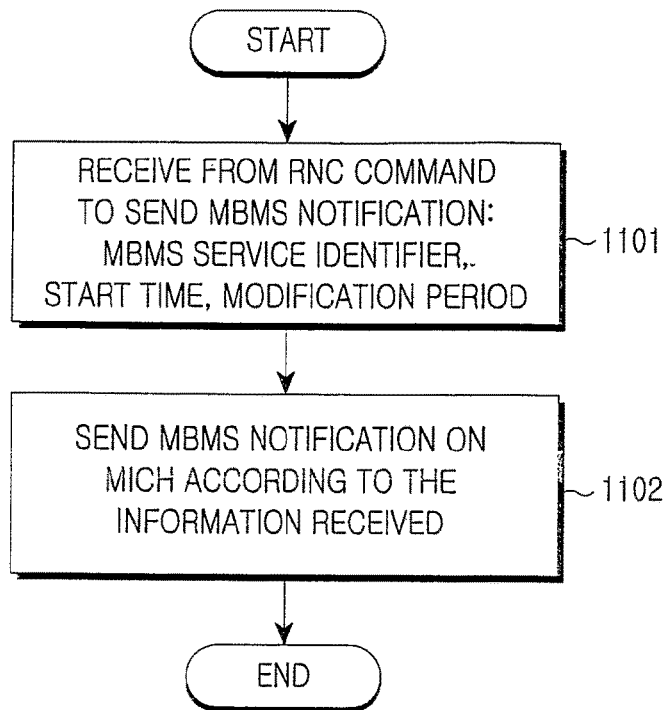 START
RECEIVE FROM RNC COMMAND
TO SEND MBMS NOTIFICATION:
MBMS SERVICE IDENTIFIER,
START TIME, MODIFICATION PERIOD
1101
SEND MBMS NOTIFICATION ON
MICH ACCORDING TO THE
INFORMATION RECEIVED
1102
END